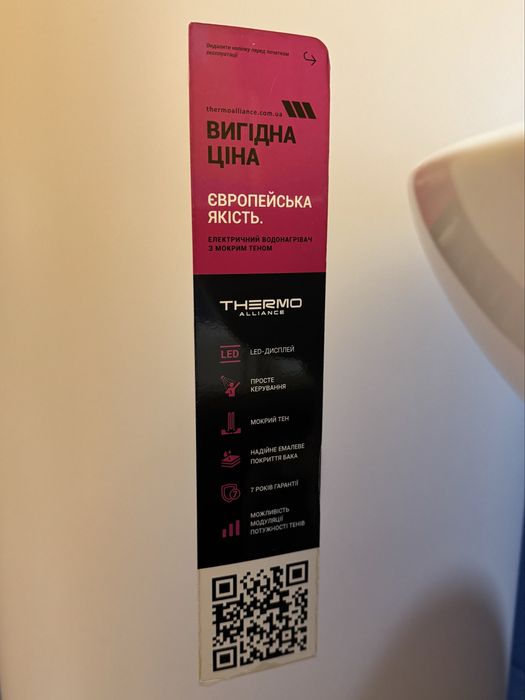 Видалити наліпку перед початком
експлуатації
thermoalliance.com.ua
ВИГІДНА
ЦІНА
ЄВРОПЕЙСЬКА
ЯКІСТЬ.
ЕЛЕКТРИЧНИЙ ВОДОНАГРІВАЧ
З МОКРИМ ТЕНОМ
THERMO
ALLIANCE
LED
LED-ДИСПЛЕЙ
ПРОСТЕ
КЕРУВАННЯ
МОКРИЙ ТЕН
НАДІЙНЕ ЕМАЛЕВЕ
ПОКРИТТЯ БАКА
7
7 РОКІВ ГАРАНТІЇ
МОЖЛИВІСТЬ
МОДУЛЯЦІЇ
ПОТУЖНОСТІ ТЕНІВ